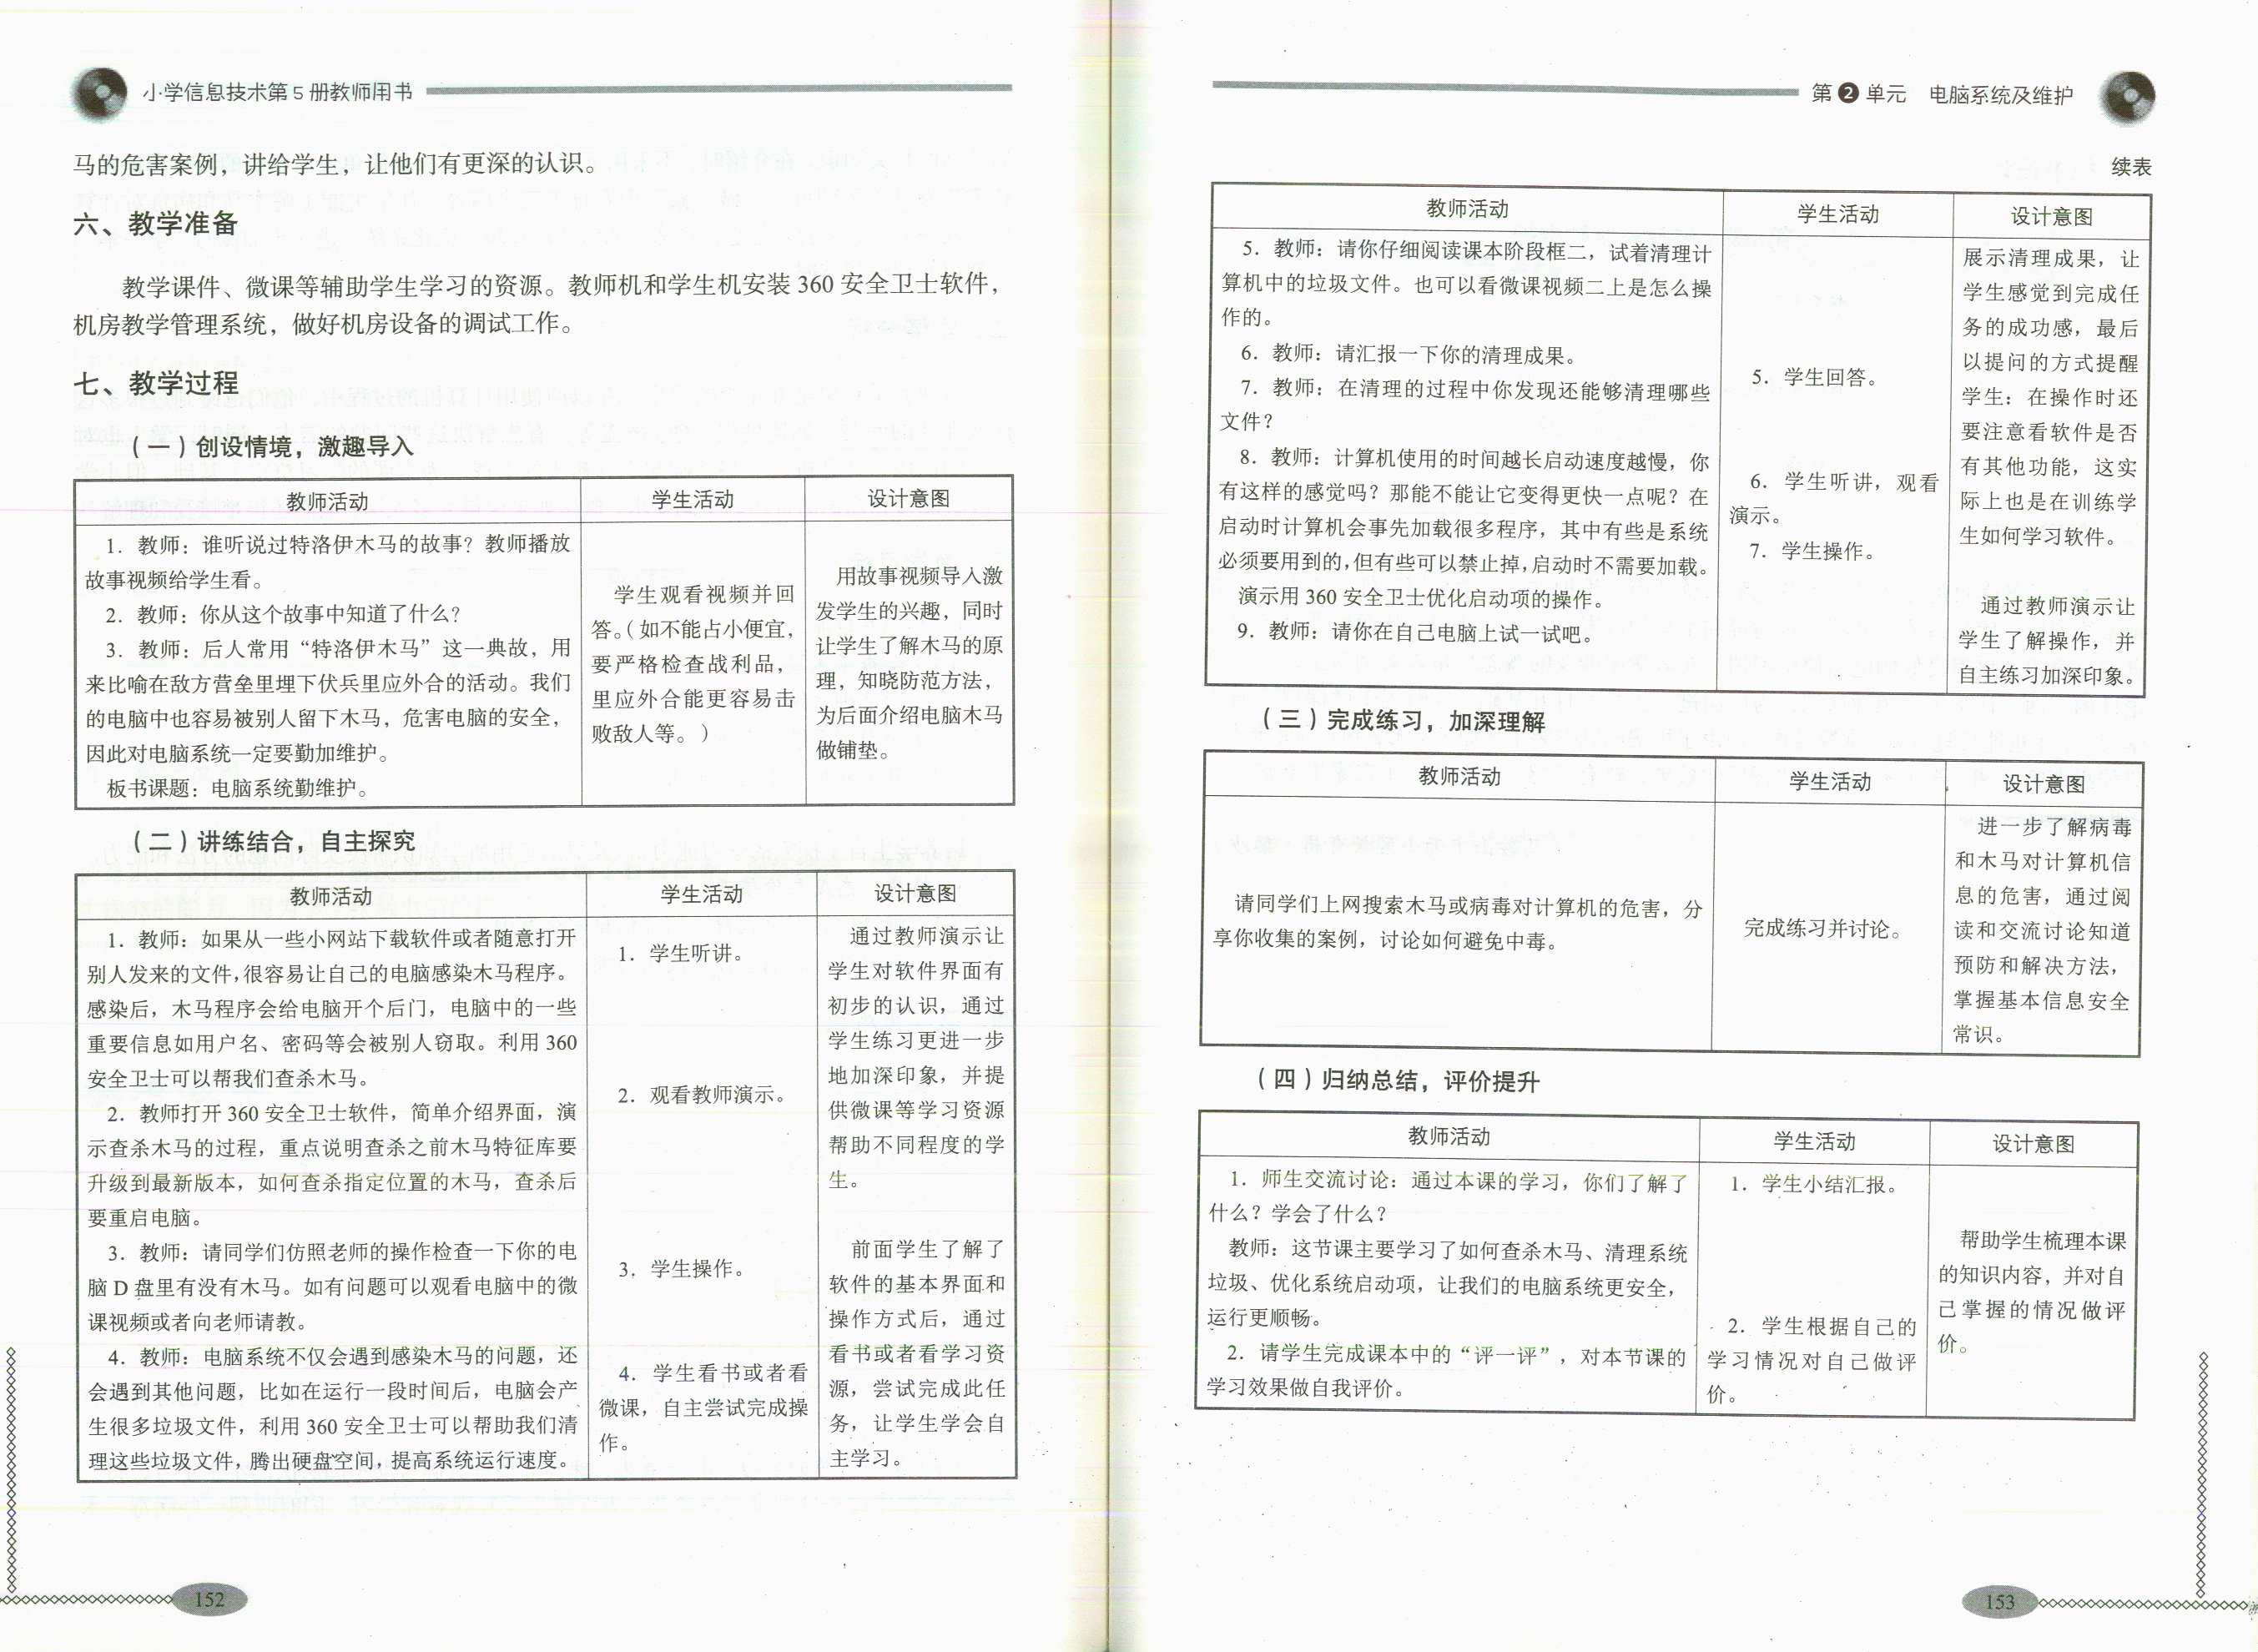 小学信息技术第5册教师用书
马的危害案例，讲给学生，让他们有更深的认识。
六、教学准备
教学课件、微课等辅助学生学习的资源。教师机和学生机安装 360 安全卫士软件，
机房教学管理系统，做好机房设备的调试工作。
七、教学过程
（一）创设情境，激趣导入
教师活动
学生活动
设计意图
1．教师：谁听说过特洛伊木马的故事？教师播放
故事视频给学生看。
2．教师：你从这个故事中知道了什么？
3．教师：后人常用“特洛伊木马”这一典故，用
来比喻在敌方营垒里埋下伏兵里应外合的活动。我们
的电脑中也容易被别人留下木马，危害电脑的安全，
因此对电脑系统一定要勤加维护。
板书课题：电脑系统勤维护。
学生观看视频并回
答。（如不能占小便宜，
要严格检查战利品，
里应外合能更容易击
败敌人等。）
用故事视频导入激
发学生的兴趣，同时
让学生了解木马的原
理，知晓防范方法，
为后面介绍电脑木马
做铺垫。
（二）讲练结合，自主探究
教师活动
学生活动
设计意图
1．教师：如果从一些小网站下载软件或者随意打开
别人发来的文件，很容易让自己的电脑感染木马程序。
感染后，木马程序会给电脑开个后门，电脑中的一些
重要信息如用户名、密码等会被别人窃取。利用 360
安全卫士可以帮我们查杀木马。
2．教师打开 360 安全卫士软件，简单介绍界面，演
示查杀木马的过程，重点说明查杀之前木马特征库要
升级到最新版本，如何查杀指定位置的木马，查杀后
要重启电脑。
3．教师：请同学们仿照老师的操作检查一下你的电
脑 D 盘里有没有木马。如有问题可以观看电脑中的微
课视频或者向老师请教。
4．教师：电脑系统不仅会遇到感染木马的问题，还
会遇到其他问题，比如在运行一段时间后，电脑会产
生很多垃圾文件，利用 360 安全卫士可以帮助我们清
理这些垃圾文件，腾出硬盘空间，提高系统运行速度。
1．学生听讲。
2．观看教师演示。
3．学生操作。
4．学生看书或者看
微课，自主尝试完成操
作。
通过教师演示让
学生对软件界面有
初步的认识，通过
学生练习更进一步
地加深印象，并提
供微课等学习资源
帮助不同程度的学
生。
前面学生了解了
软件的基本界面和
操作方式后，通过
看书或者看学习资
源，尝试完成此任
务，让学生学会自
主学习。
152
第2单元 电脑系统及维护
续表
教师活动
学生活动
设计意图
5．教师：请你仔细阅读课本阶段框二，试着清理计
算机中的垃圾文件。也可以看微课视频二上是怎么操
作的。
6．教师：请汇报一下你的清理成果。
7．教师：在清理的过程中你发现还能够清理哪些
文件？
8．教师：计算机使用的时间越长启动速度越慢，你
有这样的感觉吗？那能不能让它变得更快一点呢？在
启动时计算机会事先加载很多程序，其中有些是系统
必须要用到的，但有些可以禁止掉，启动时不需要加载。
演示用 360 安全卫士优化启动项的操作。
9．教师：请你在自己电脑上试一试吧。
5．学生回答。
6．学生听讲，观看
演示。
7．学生操作。
展示清理成果，让
学生感觉到完成任
务的成功感，最后
以提问的方式提醒
学生：在操作时还
要注意看软件是否
有其他功能，这实
际上也是在训练学
生如何学习软件。
通过教师演示让
学生了解操作，并
自主练习加深印象。
（三）完成练习，加深理解
教师活动
学生活动
设计意图
请同学们上网搜索木马或病毒对计算机的危害，分
享你收集的案例，讨论如何避免中毒。
完成练习并讨论。
进一步了解病毒
和木马对计算机信
息的危害，通过阅
读和交流讨论知道
预防和解决方法，
掌握基本信息安全
常识。
（四）归纳总结，评价提升
教师活动
学生活动
设计意图
1．师生交流讨论：通过本课的学习，你们了解了
什么？学会了什么？
教师：这节课主要学习了如何查杀木马、清理系统
垃圾、优化系统启动项，让我们的电脑系统更安全，
运行更顺畅。
2．请学生完成课本中的“评一评”，对本节课的
学习效果做自我评价。
1．学生小结汇报。
2．学生根据自己的
学习情况对自己做评
价。
帮助学生梳理本课
的知识内容，并对自
己掌握的情况做评
价。
153